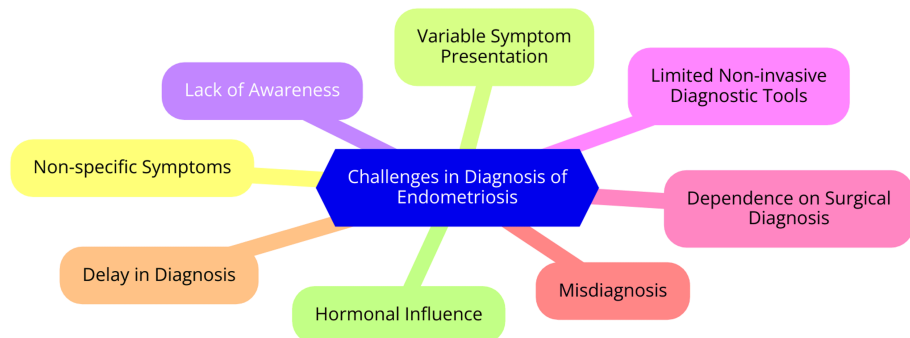 Variable Symptom
Presentation
Limited Non-invasive
Diagnostic Tools
Lack of Awareness
Non-specific Symptoms
Challenges in Diagnosis of
Endometriosis
Dependence on Surgical
Diagnosis
Delay in Diagnosis
Misdiagnosis
Hormonal Influence